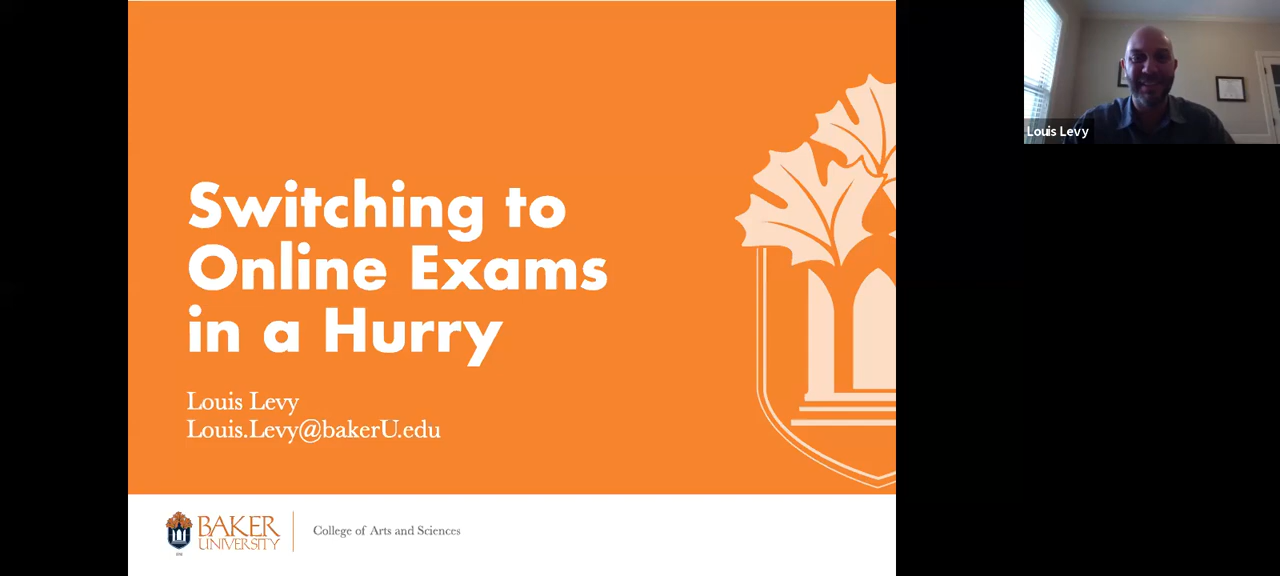 Switching to
Online Exams
in a Hurry
Louis Levy
Louis.Levy@bakerU.edu
BAKER
UNIVERSITY
College of Arts and Sciences
Louis Levy